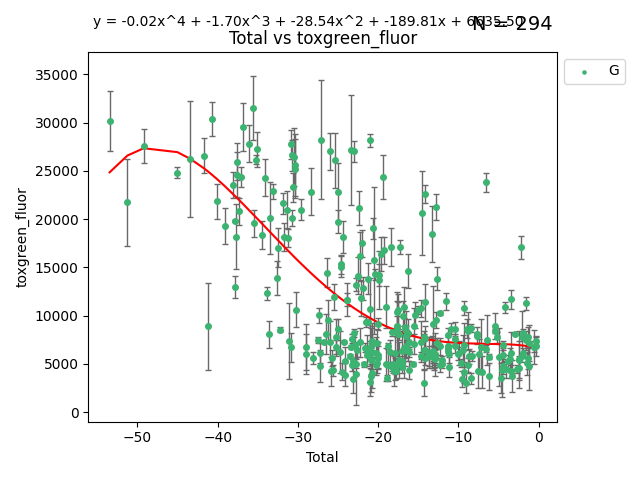 y = -0.02x^4 + -1.70x^3 + -28.54x^2 + -189.81x + 6635.50
N = 294
Total vs toxgreen_fluor
G
35000
30000
25000
20000
15000
10000
5000
0
toxgreen_fluor
−50 −40 −30 −20 −10 0
Total